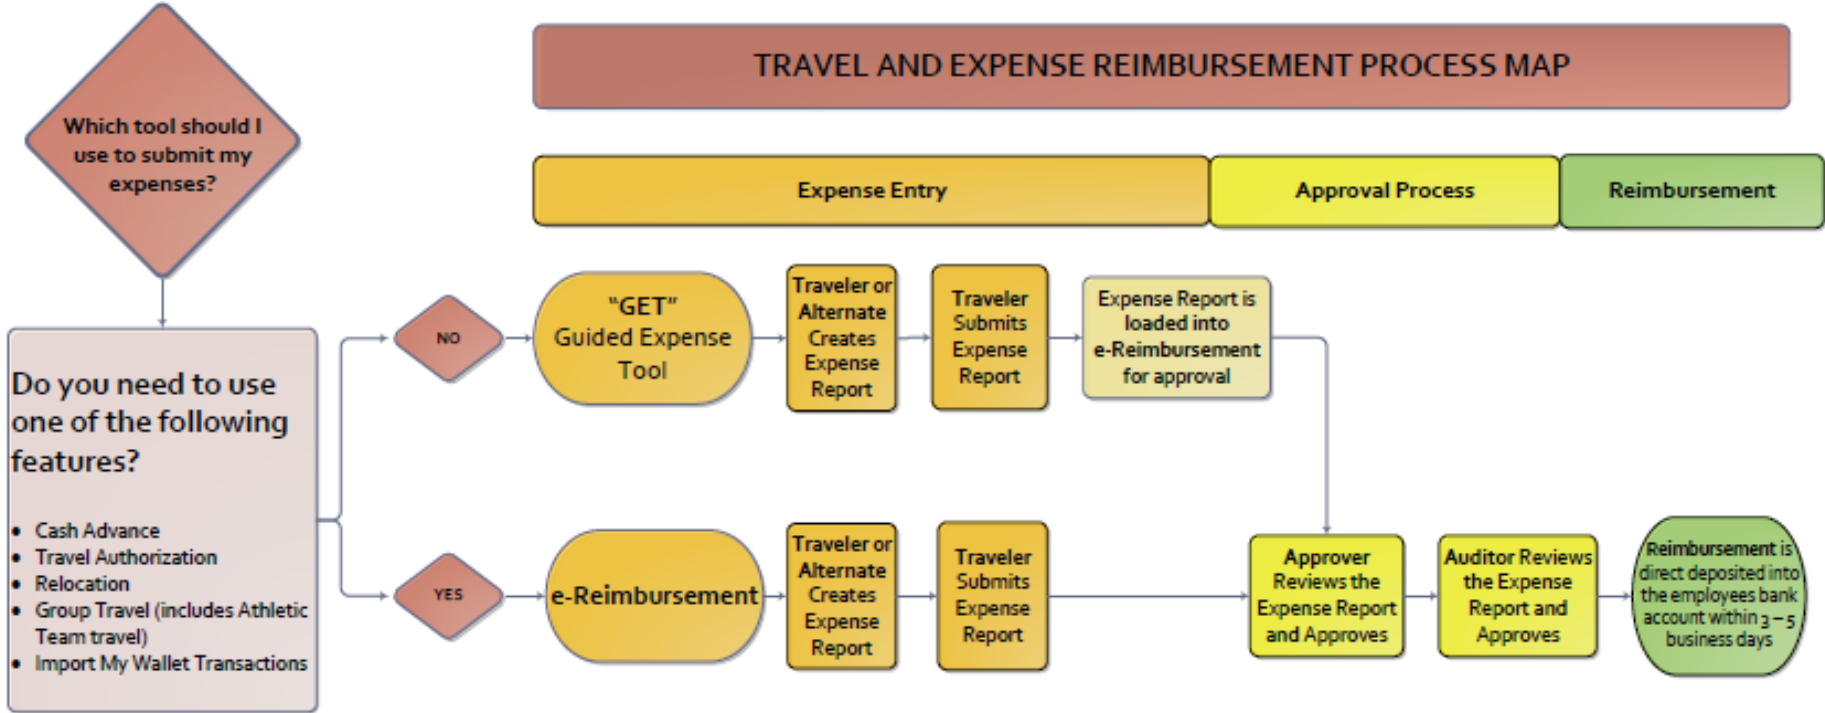 TRAVEL AND EXPENSE REIMBURSEMENT PROCESS MAP
Which tool should I
use to submit my
expenses?
Expense Entry
Approval Process
Reimbursement
Do you need to use
one of the following
features?
• Cash Advance
• Travel Authorization
• Relocation
• Group Travel (includes Athletic
Team travel)
• Import My Wallet Transactions
NO
“GET”
Guided Expense
Tool
Traveler or
Alternate
Creates
Expense
Report
Traveler
Submits
Expense
Report
Expense Report is
loaded into
e-Reimbursement
for approval
YES
e-Reimbursement
Traveler or
Alternate
Creates
Expense
Report
Traveler
Submits
Expense
Report
Approver
Reviews the
Expense Report
and Approves
Auditor Reviews
the Expense
Report and
Approves
Reimbursement is
direct deposited into
the employees bank
account within 3 – 5
business days